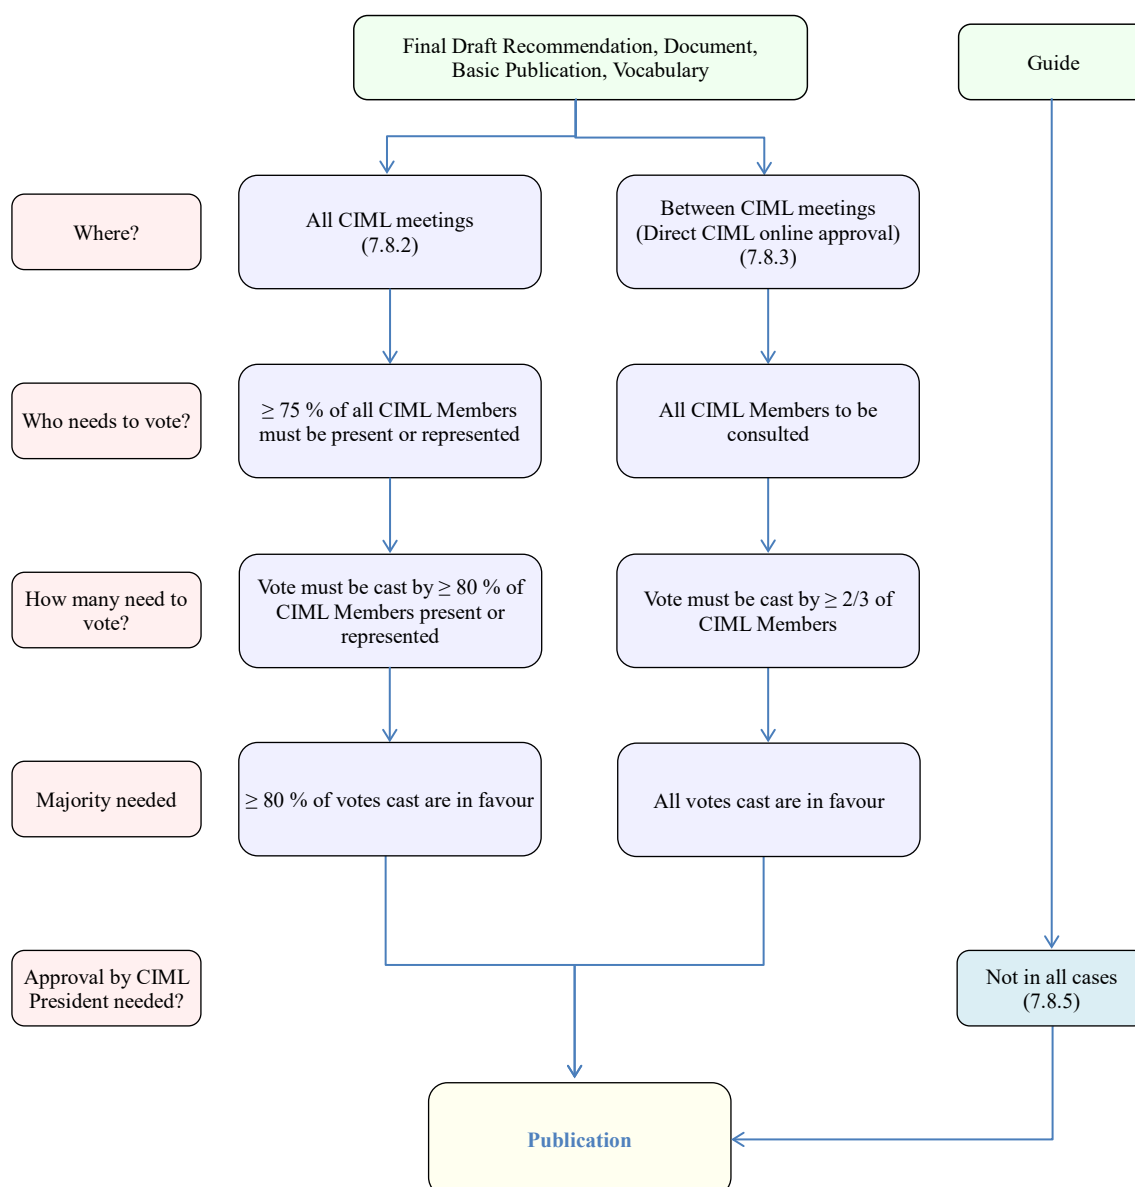 Final Draft Recommendation, Document,
Basic Publication, Vocabulary
Guide
Where?
All CIML meetings
(7.8.2)
Between CIML meetings
(Direct CIML online approval)
(7.8.3)
Who needs to vote?
≥ 75 % of all CIML Members
must be present or represented
All CIML Members to be
consulted
How many need to
vote?
Vote must be cast by ≥ 80 % of
CIML Members present or
represented
Vote must be cast by ≥ 2/3 of
CIML Members
Majority needed
≥ 80 % of votes cast are in favour
All votes cast are in favour
Approval by CIML
President needed?
Not in all cases
(7.8.5)
Publication